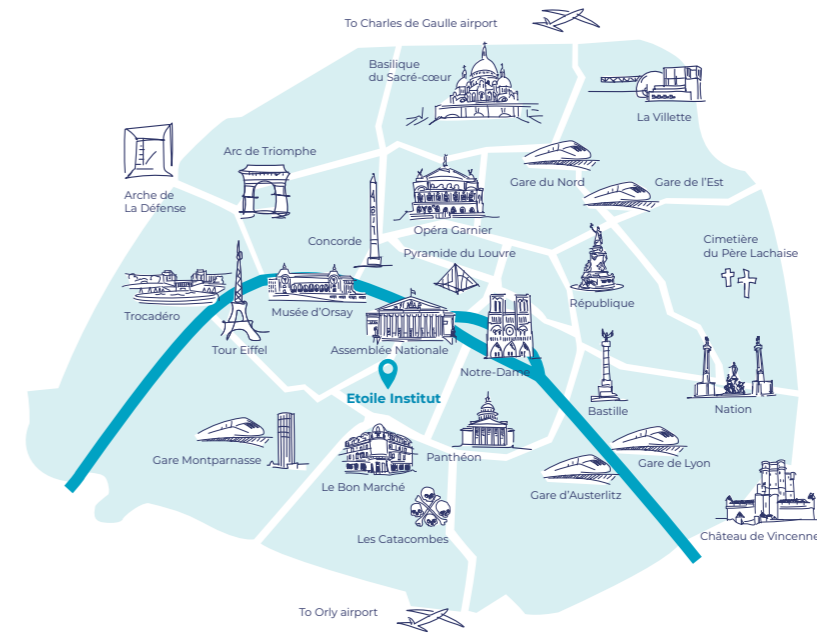 To Charles de Gaulle airport
Basilique
du Sacré-cœur
La Villette
Arc de Triomphe
Gare du Nord
Gare de l'Est
Arche de
La Défense
Opéra Garnier
Concorde
Cimetière
du Père Lachaise
Pyramide du Louvre
République
Trocadéro
Musée d'Orsay
Tour Eiffel
Assemblée Nationale
Notre-Dame
Etoile Institut
Bastille
Nation
Gare Montparnasse
Panthéon
Gare de Lyon
Le Bon Marché
Gare d'Austerlitz
Les Catacombes
Château de Vincenne
To Orly airport